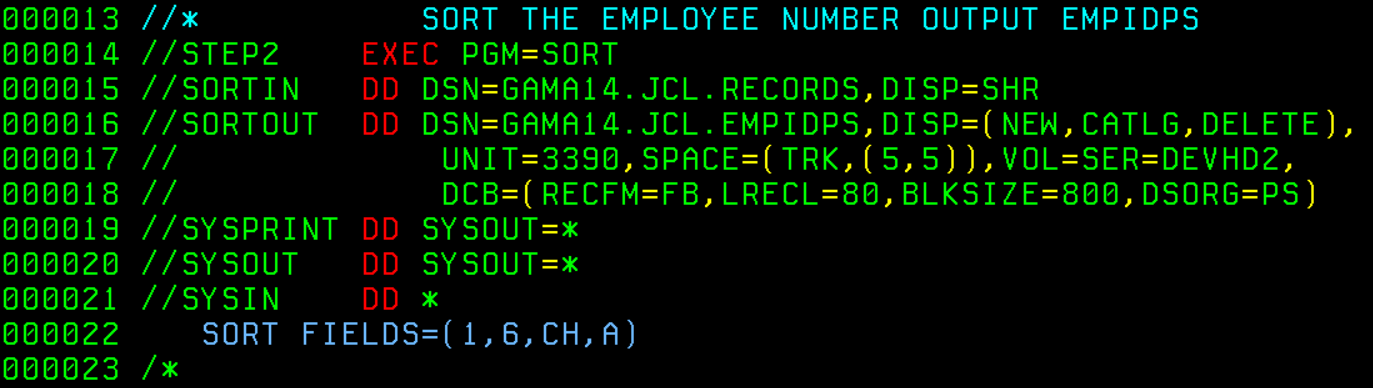 000013 //*           SORT THE EMPLOYEE NUMBER OUTPUT EMPIDPS
000014 //STEP2    EXEC PGM=SORT
000015 //SORTIN   DD DSN=GAMA14.JCL.RECORDS,DISP=SHR
000016 //SORTOUT  DD DSN=GAMA14.JCL.EMPIDPS,DISP=(NEW,CATLG,DELETE),
000017 //             UNIT=3390,SPACE=(TRK,(5,5)),VOL=SER=DEVHD2,
000018 //             DCB=(RECFM=FB,LRECL=80,BLKSIZE=800,DSORG=PS)
000019 //SYSPRINT DD SYSOUT=*
000020 //SYSOUT   DD SYSOUT=*
000021 //SYSIN    DD *
000022    SORT FIELDS=(1,6,CH,A)
000023 /*